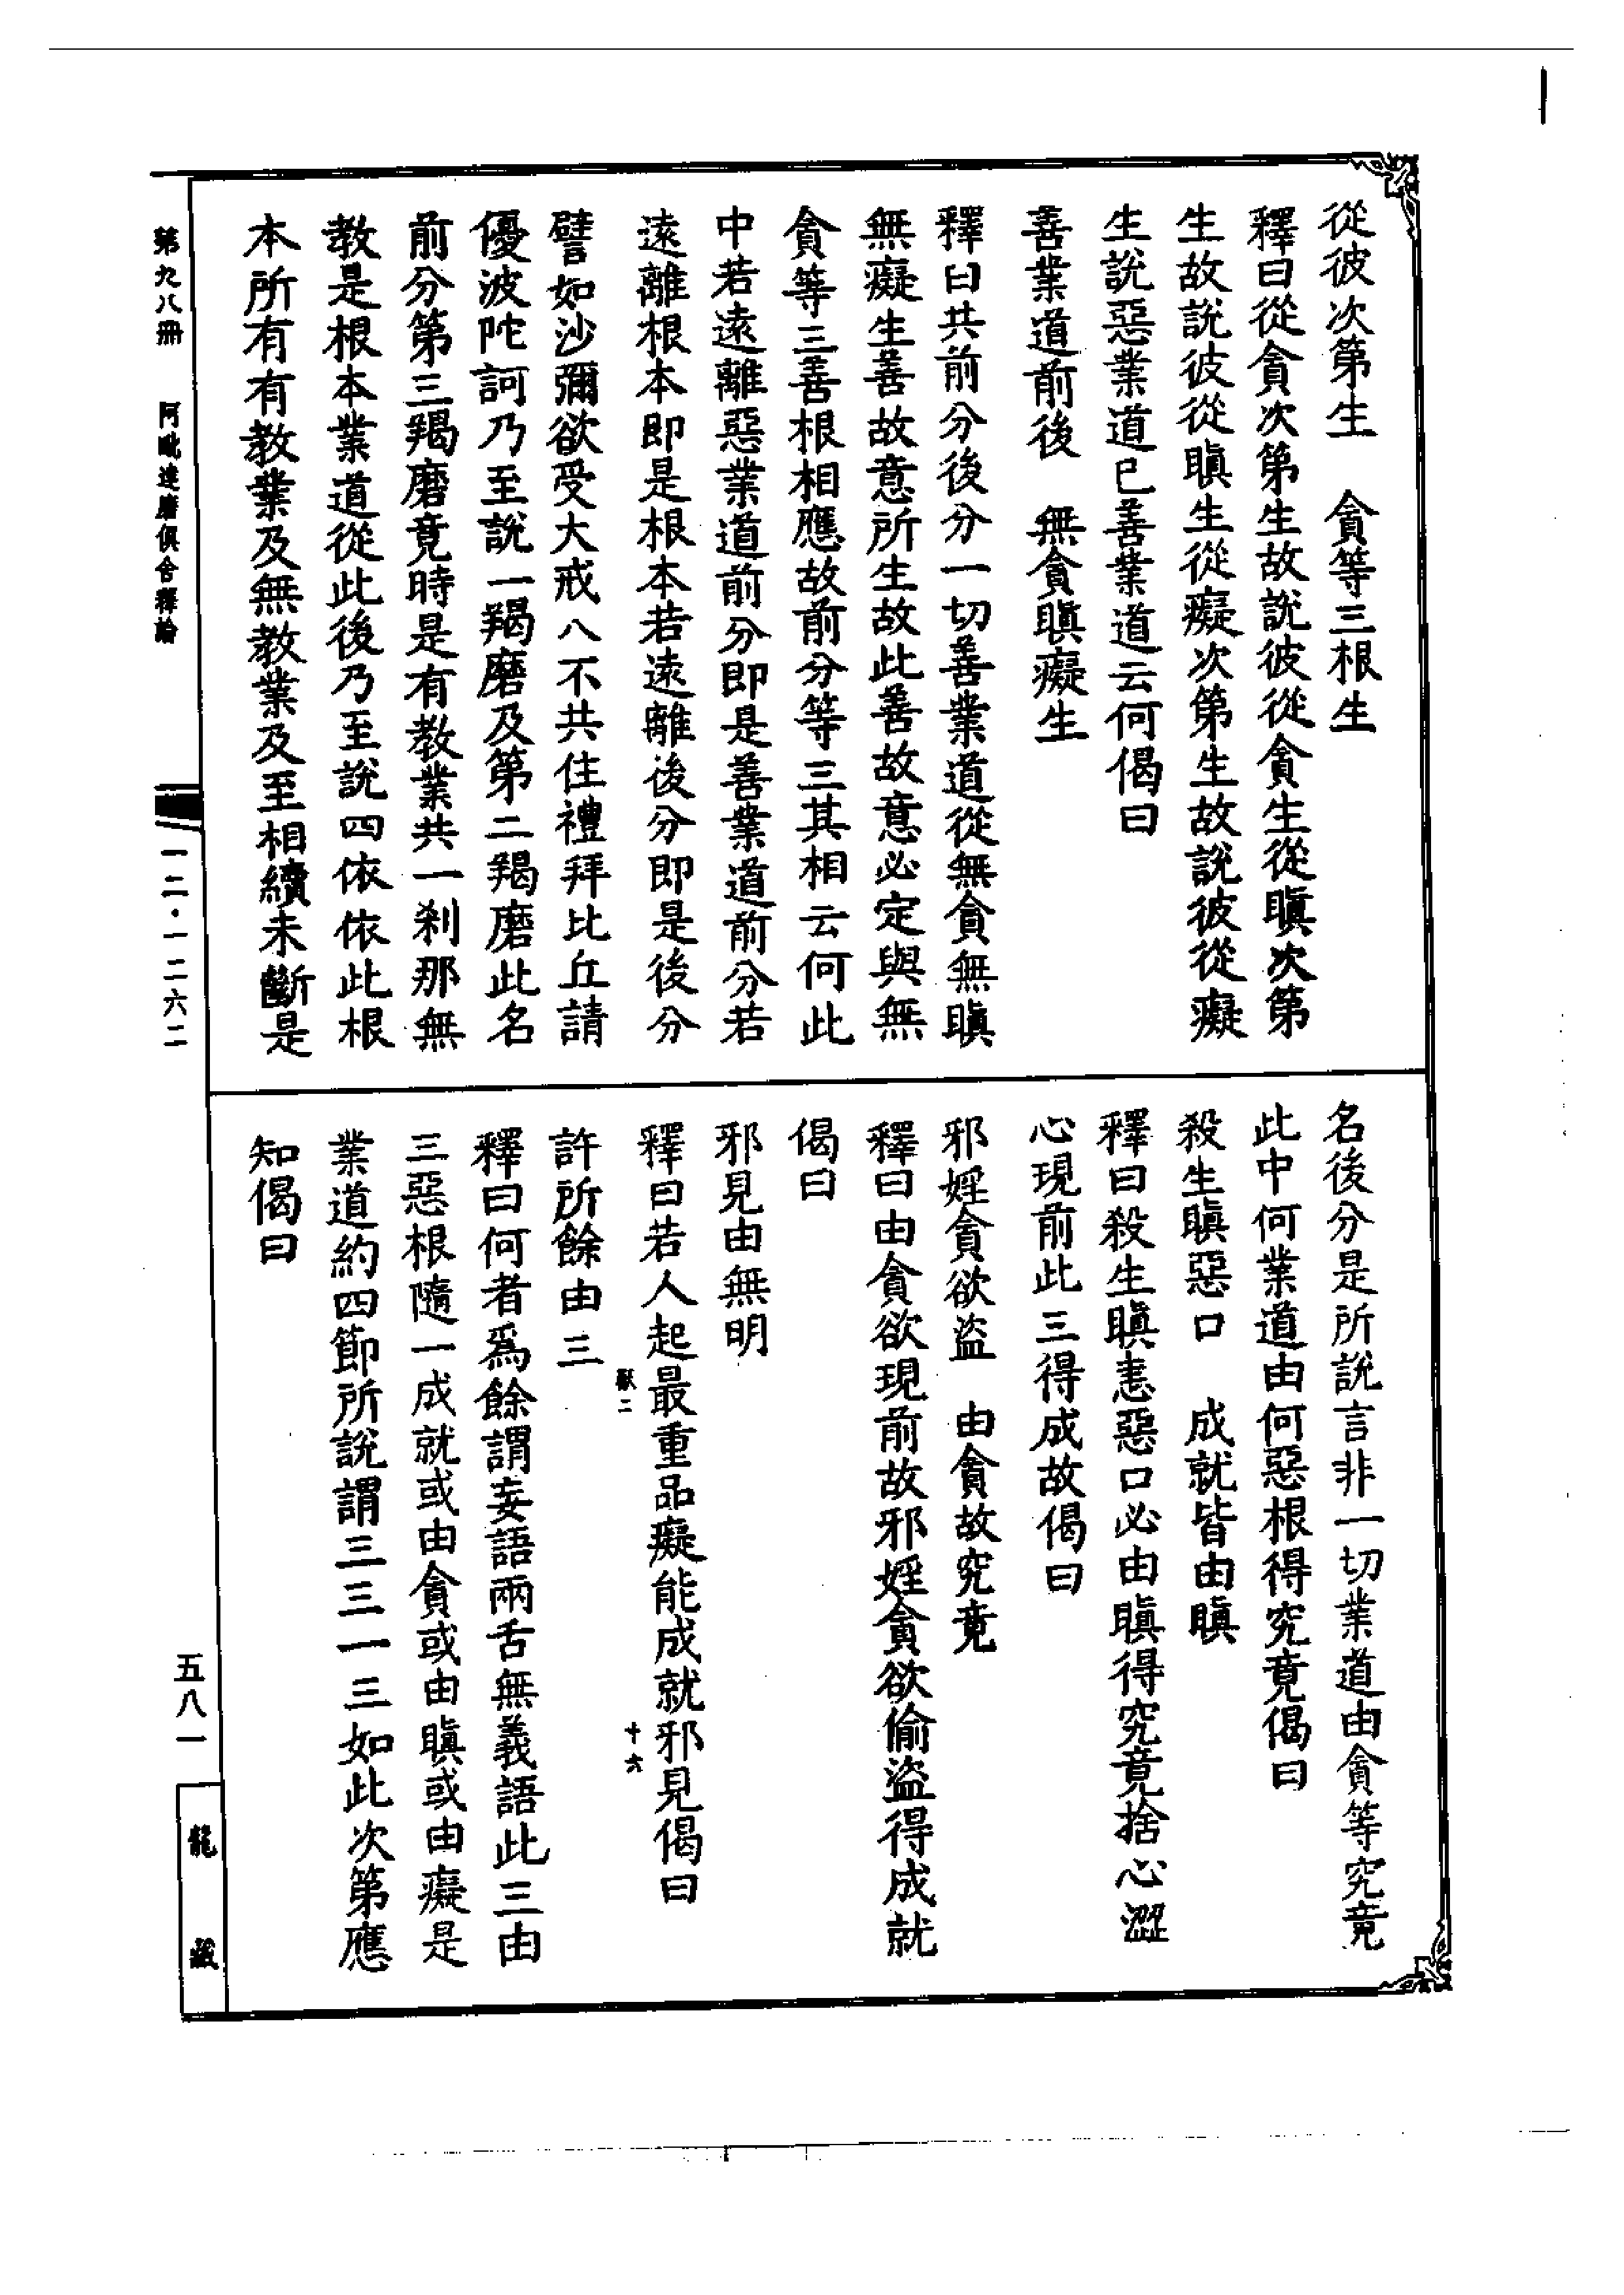 從彼次第生　貪等三根生
釋曰從貪次第生故說彼從貪生從瞋次第
生故說彼從瞋生從癡次第生故說彼從癡
生說惡業道已善業道云何偈曰
善業道前後　無貪瞋癡生
釋曰共前分後分一切善業道從無貪無瞋
無癡生善故意所生故此善故意必定與無
貪等三善根相應故前分等三其相云何此
中若遠離惡業道前分即是善業道前分若
遠離根本即是根本若遠離後分即是後分
譬如沙彌欲受大戒八不共住禮拜比丘請
優波陀訶乃至說一羯磨及第二羯磨此名
前分第三羯磨竟時是有教業共一剎那無
教是根本業道從此後乃至說四依依此根
本所有有教業及無教業及至相續未斷是
名後分是所說言非一切業道由貪等究竟
此中何業道由何惡根得究竟偈曰
殺生瞋惡口　成就皆由瞋
釋曰殺生瞋恚惡口必由瞋得究竟捨心澀
心現前此三得成故偈曰
邪婬貪欲盜　由貪故究竟
釋曰由貪欲現前故邪婬貪欲偷盜得成就
偈曰
邪見由無明
釋曰若人起最重品癡能成就邪見偈曰
獸二　十六
許所餘由三
釋曰何者爲餘謂妄語兩舌無義語此三由
三惡根隨一成就或由貪或由瞋或由癡是
業道約四節所說謂三三一三如此次第應
知偈曰
第九八冊　阿毗達磨俱舍釋論
一二·一二六二
五八一
龍藏